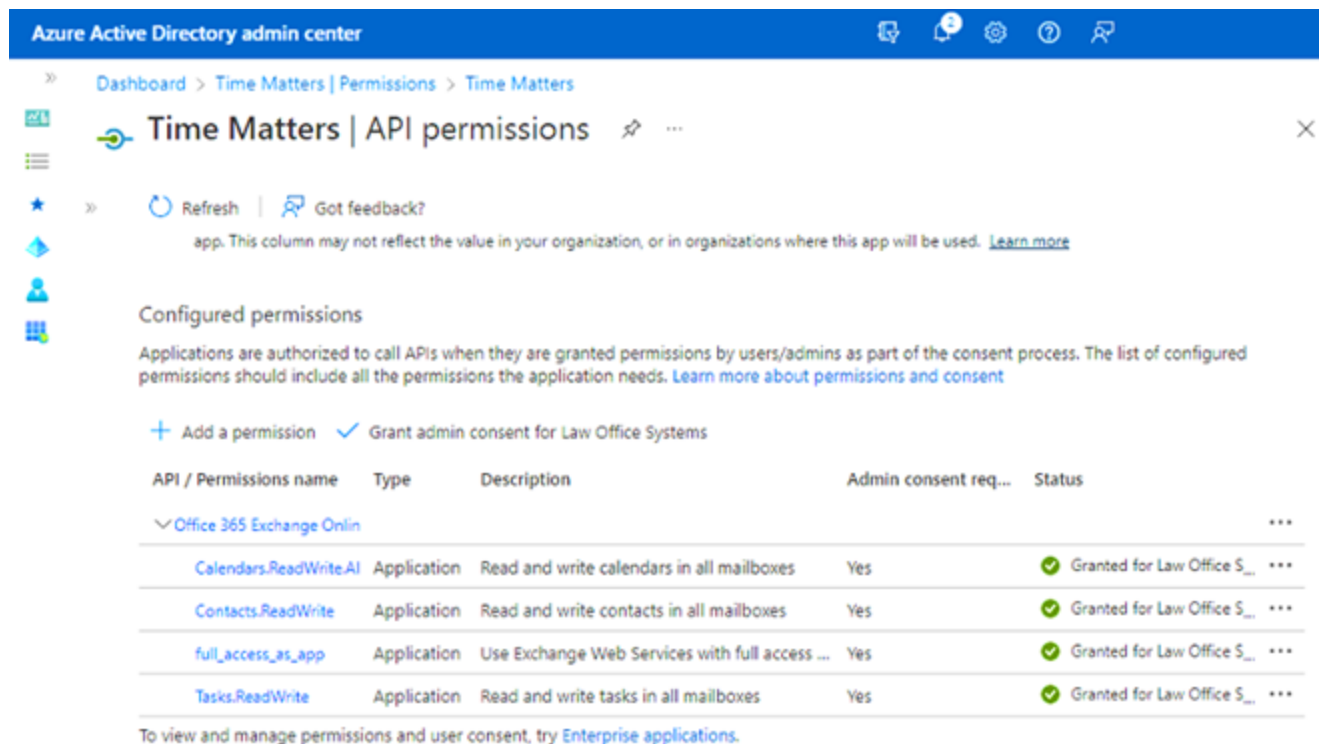 Azure Active Directory admin center
2
Dashboard > Time Matters | Permissions > Time Matters
Time Matters | API permissions
Refresh | Got feedback?
app. This column may not reflect the value in your organization, or in organizations where this app will be used. Learn more
Configured permissions
Applications are authorized to call APIs when they are granted permissions by users/admins as part of the consent process. The list of configured
permissions should include all the permissions the application needs. Learn more about permissions and consent
Add a permission Grant admin consent for Law Office Systems
API / Permissions name Type Description Admin consent req... Status
Office 365 Exchange Onlin
Calendars.ReadWrite.Al Application Read and write calendars in all mailboxes Yes Granted for Law Office S...
Contacts.ReadWrite Application Read and write contacts in all mailboxes Yes Granted for Law Office S...
full_access_as_app Application Use Exchange Web Services with full access ... Yes Granted for Law Office S...
Tasks.ReadWrite Application Read and write tasks in all mailboxes Yes Granted for Law Office S...
To view and manage permissions and user consent, try Enterprise applications.